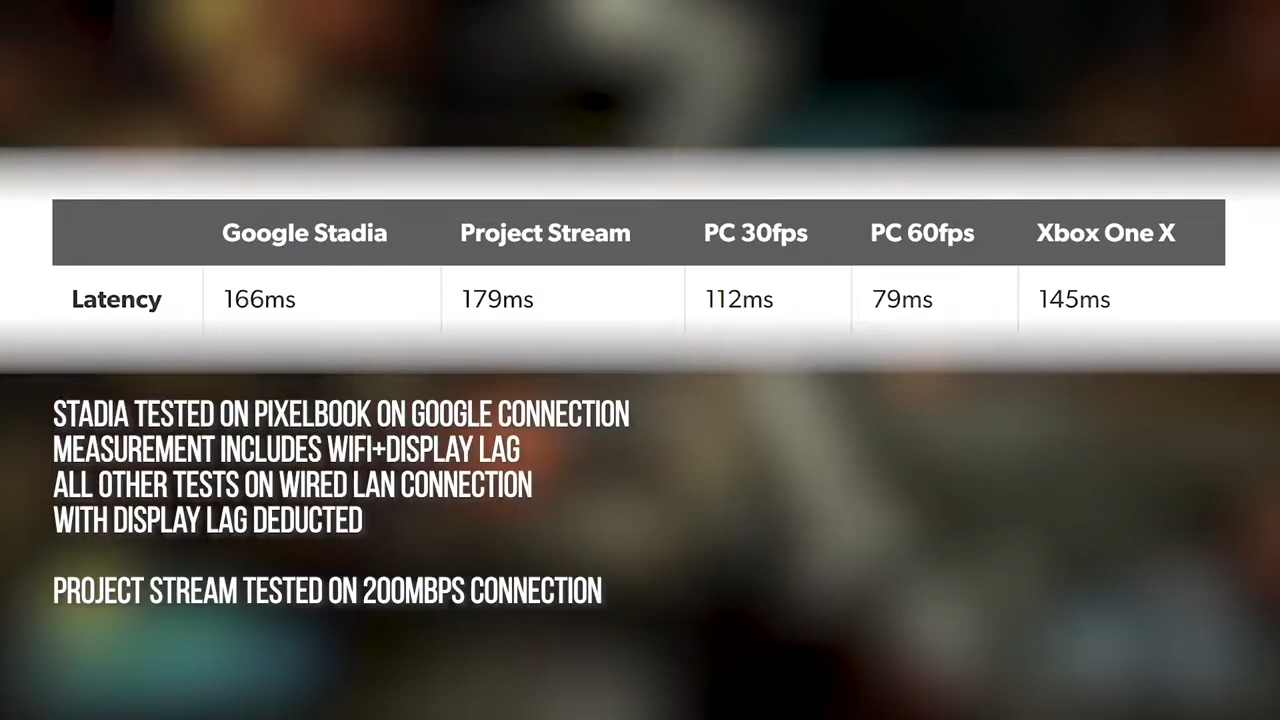 Google Stadia Project Stream PC 30fps PC 60fps Xbox One X
Latency 166ms 179ms 112ms 79ms 145ms
STADIA TESTED ON PIXELBOOK ON GOOGLE CONNECTION
MEASUREMENT INCLUDES WIFI+DISPLAY LAG
ALL OTHER TESTS ON WIRED LAN CONNECTION
WITH DISPLAY LAG DEDUCTED
PROJECT STREAM TESTED ON 200MBPS CONNECTION